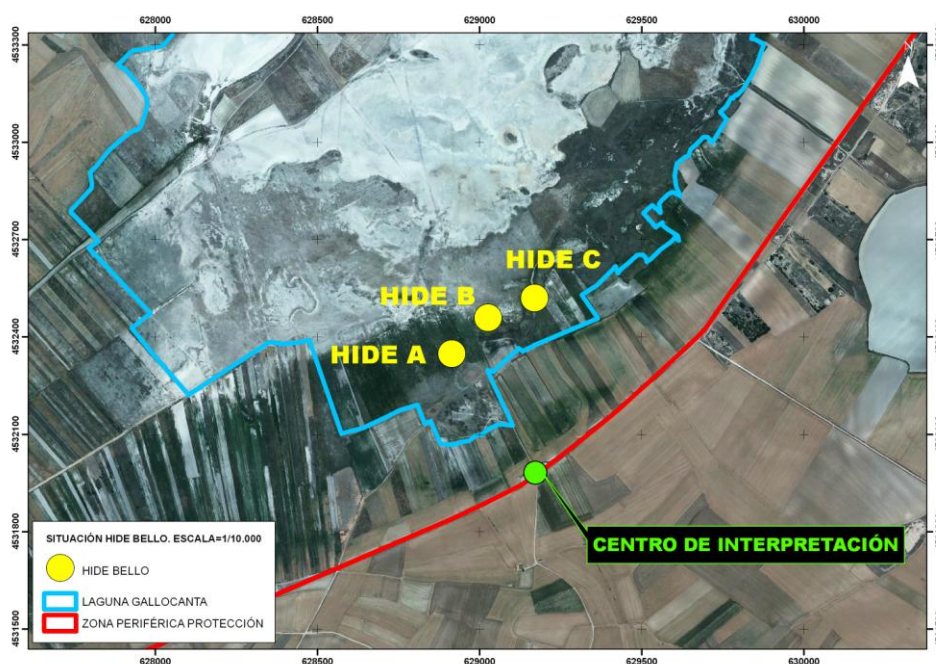 628000 628500 629000 629500 630000
4533300
4533000
4532700
4532400
4532100
4531800
4531500
N
HIDE C
HIDE B
HIDE A
CENTRO DE INTERPRETACIÓN
SITUACIÓN HIDE BELLO. ESCALA=1/10.000
HIDE BELLO
LAGUNA GALLOCANTA
ZONA PERIFÉRICA PROTECCIÓN
628000 628500 629000 629500 630000